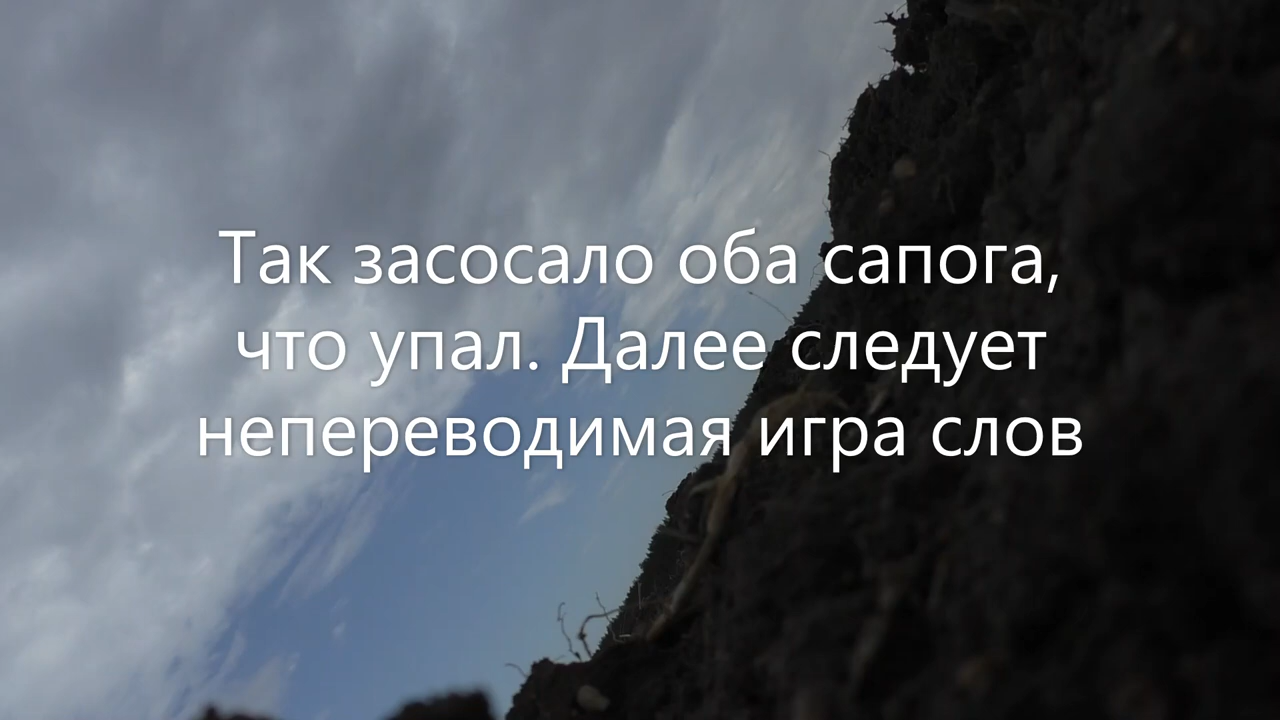 Так засосало оба сапога,
что упал. Далее следует
непереводимая игра слов